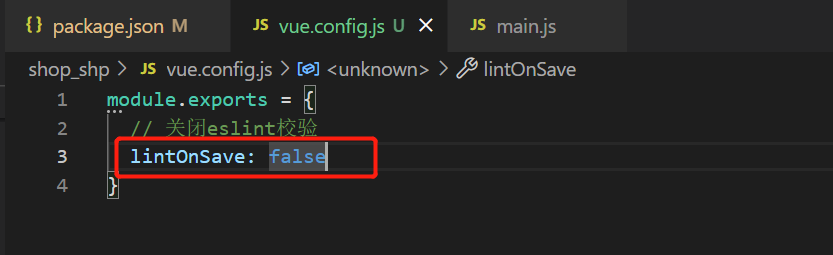 {} package.json M JS vue.config.js U × JS main.js
shop_shp > JS vue.config.js > <unknown> > lintOnSave
1 module.exports = {
2 // 关闭eslint校验
3 lintOnSave: false
4 }